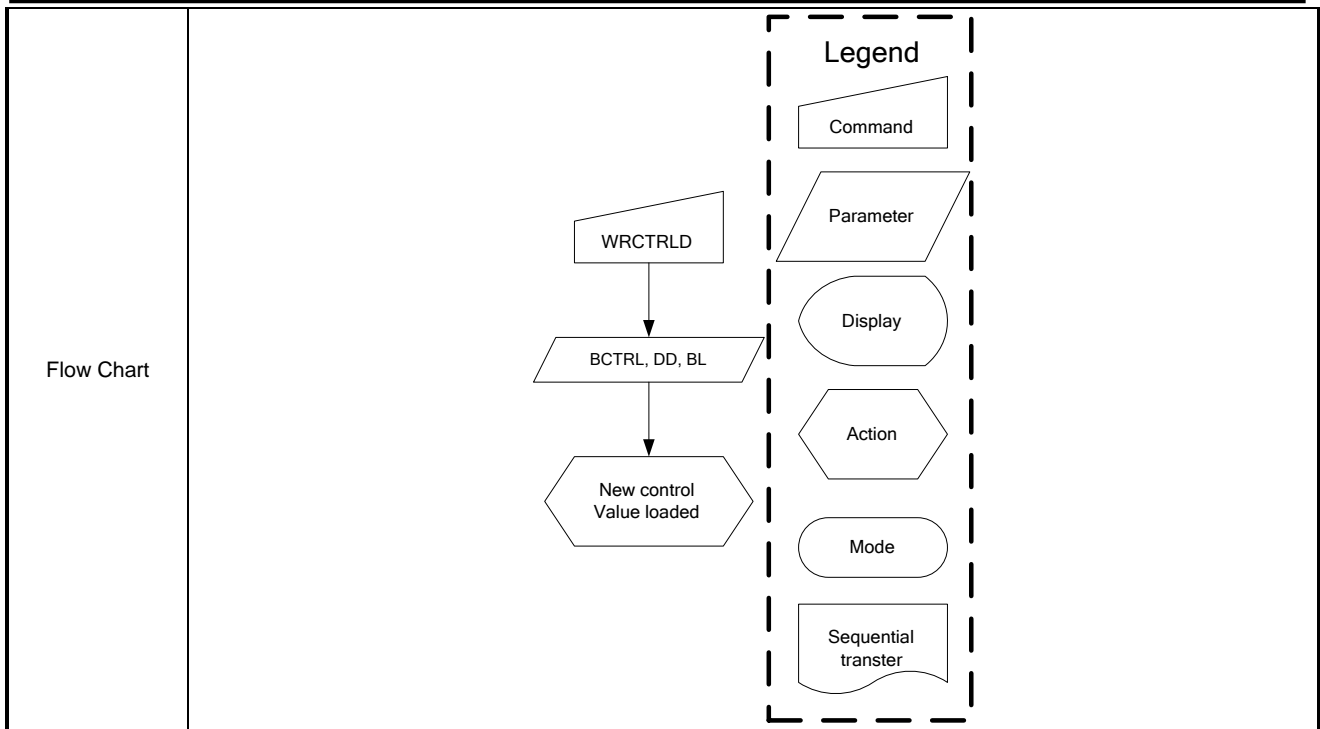 Flow Chart
WRCTRLD
BCTRL, DD, BL
New control
Value loaded
Legend
Command
Parameter
Display
Action
Mode
Sequential
transter